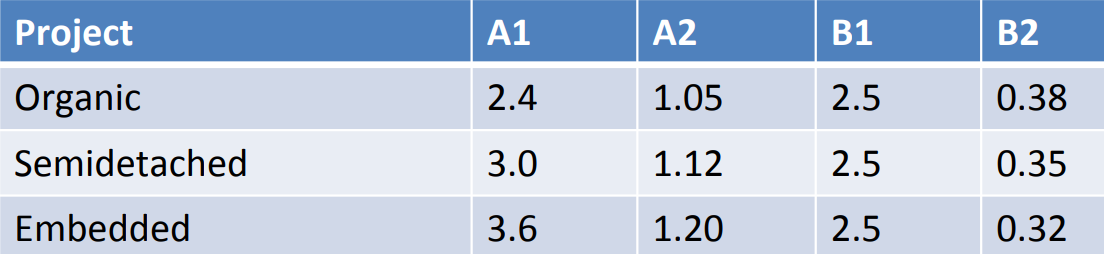 Project A1 A2 B1 B2
Organic 2.4 1.05 2.5 0.38
Semidetached 3.0 1.12 2.5 0.35
Embedded 3.6 1.20 2.5 0.32